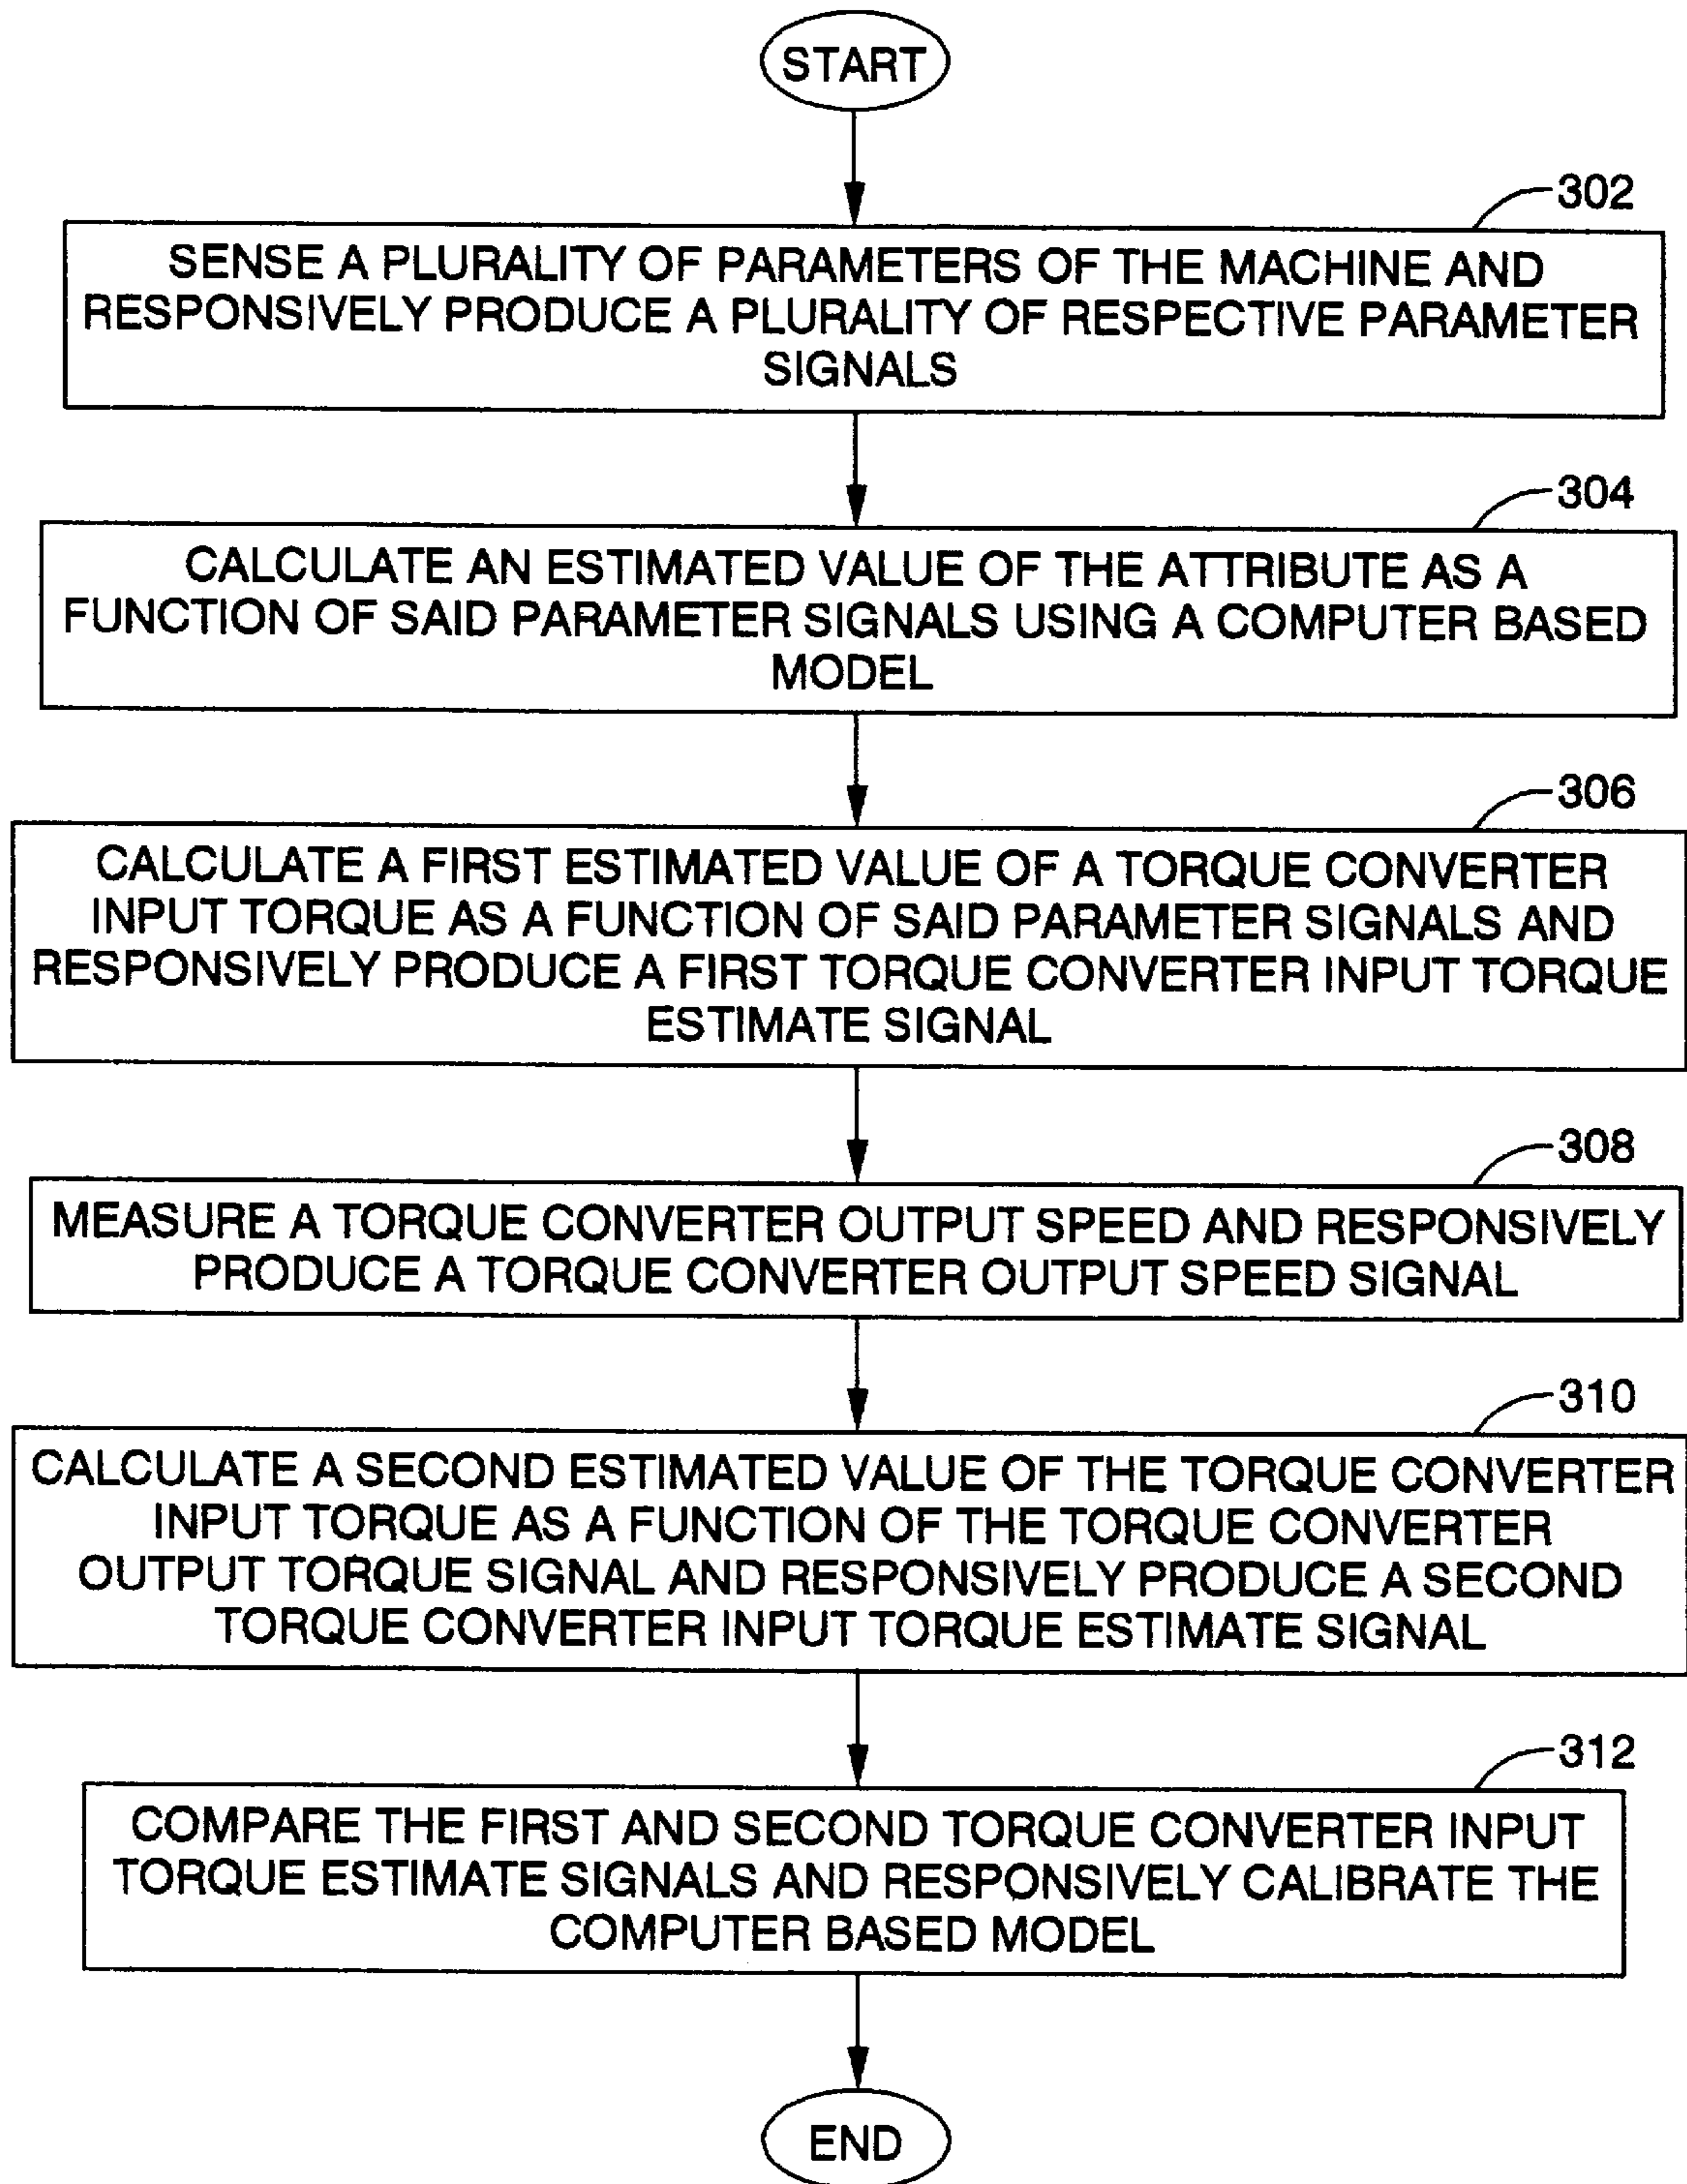 START
302
SENSE A PLURALITY OF PARAMETERS OF THE MACHINE AND
RESPONSIVELY PRODUCE A PLURALITY OF RESPECTIVE PARAMETER
SIGNALS
304
CALCULATE AN ESTIMATED VALUE OF THE ATTRIBUTE AS A
FUNCTION OF SAID PARAMETER SIGNALS USING A COMPUTER BASED
MODEL
306
CALCULATE A FIRST ESTIMATED VALUE OF A TORQUE CONVERTER
INPUT TORQUE AS A FUNCTION OF SAID PARAMETER SIGNALS AND
RESPONSIVELY PRODUCE A FIRST TORQUE CONVERTER INPUT TORQUE
ESTIMATE SIGNAL
308
MEASURE A TORQUE CONVERTER OUTPUT SPEED AND RESPONSIVELY
PRODUCE A TORQUE CONVERTER OUTPUT SPEED SIGNAL
310
CALCULATE A SECOND ESTIMATED VALUE OF THE TORQUE CONVERTER
INPUT TORQUE AS A FUNCTION OF THE TORQUE CONVERTER
OUTPUT TORQUE SIGNAL AND RESPONSIVELY PRODUCE A SECOND
TORQUE CONVERTER INPUT TORQUE ESTIMATE SIGNAL
312
COMPARE THE FIRST AND SECOND TORQUE CONVERTER INPUT
TORQUE ESTIMATE SIGNALS AND RESPONSIVELY CALIBRATE THE
COMPUTER BASED MODEL
END